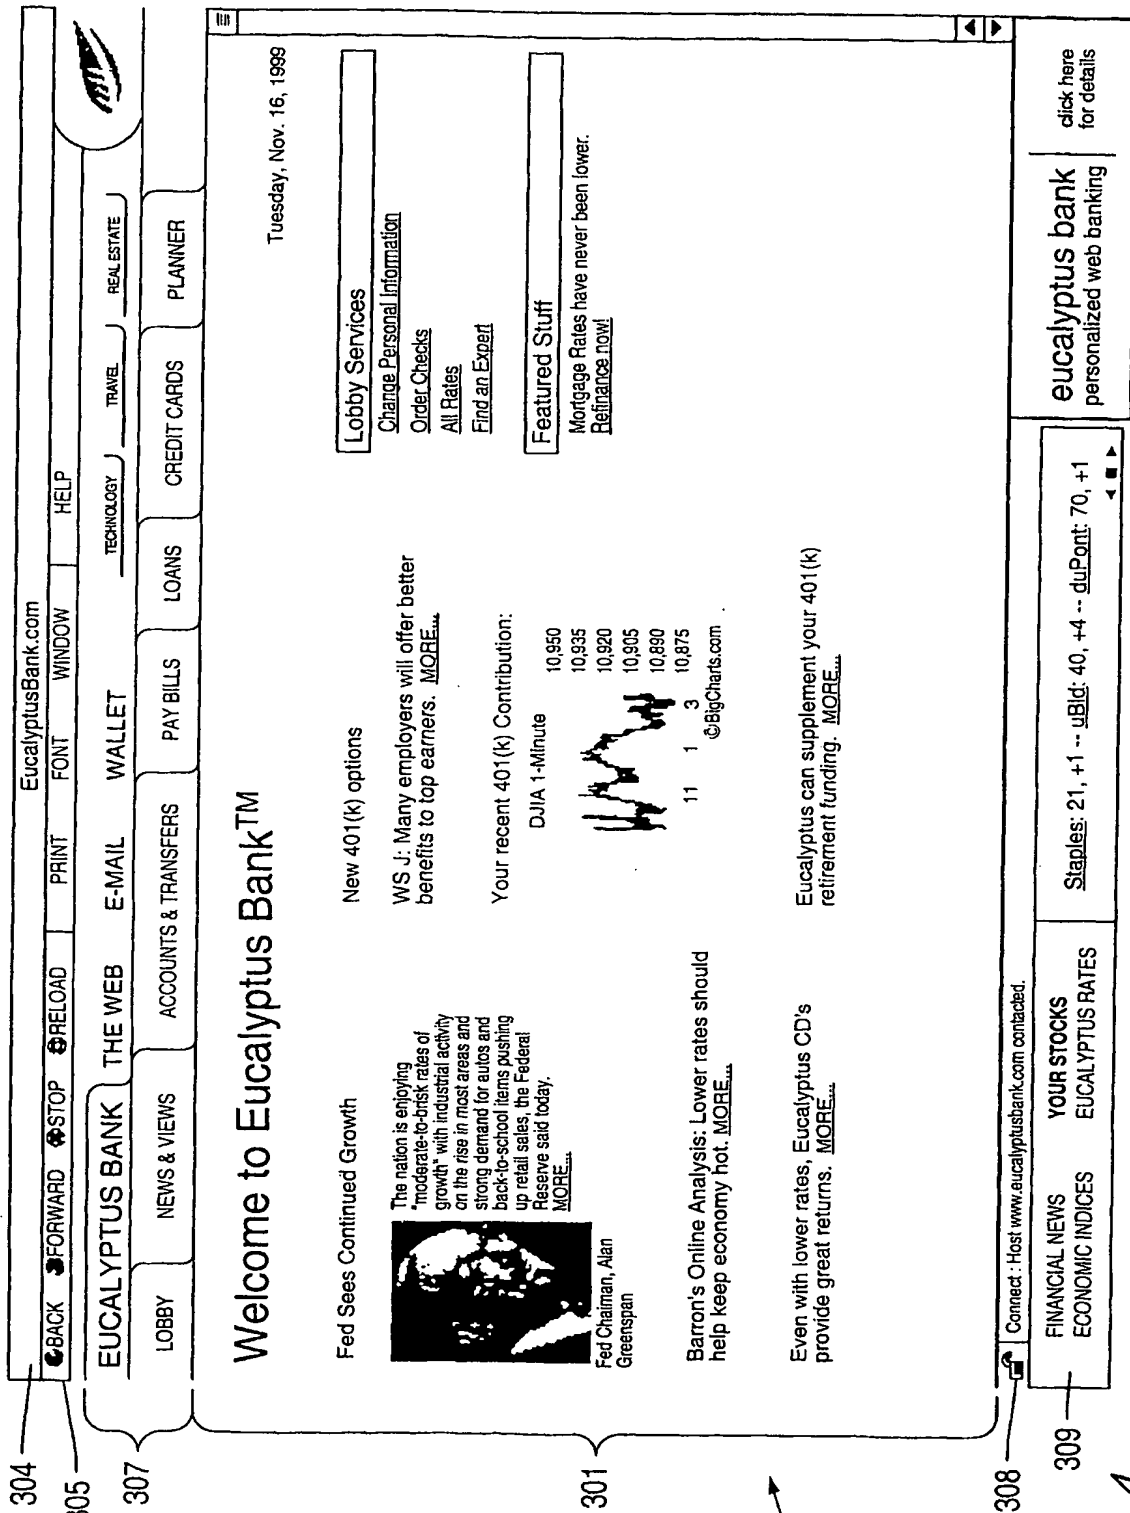 304
EucalyptusBank.com
305
BACK FORWARD STOP RELOAD PRINT FONT WINDOW HELP
307
EUCALYPTUS BANK THE WEB E-MAIL WALLET TECHNOLOGY TRAVEL REAL ESTATE
LOBBY NEWS & VIEWS ACCOUNTS & TRANSFERS PAY BILLS LOANS CREDIT CARDS PLANNER
301
Welcome to Eucalyptus Bank™
Tuesday, Nov. 16, 1999
Fed Sees Continued Growth
The nation is enjoying
"moderate-to-brisk rates of
growth" with industrial activity
on the rise in most areas and
strong demand for autos and
back-to-school items pushing
up retail sales, the Federal
Reserve said today.
MORE...
Fed Chaiman, Alan
Greenspan
Barron's Online Analysis: Lower rates should
help keep economy hot. MORE...
Even with lower rates, Eucalyptus CD's
provide great returns. MORE...
New 401(k) options
WS J: Many employers will offer better
benefits to top earners. MORE...
Your recent 401(k) Contribution:
DJIA 1-Minute
10,950
10,935
10,920
10,905
10,890
10,875
11 1 3
©BigCharts.com
Eucalyptus can supplement your 401(k)
retirement funding. MORE...
Lobby Services
Change Personal Information
Order Checks
All Rates
Find an Expert
Featured Stuff
Mortgage Rates have never been lower.
Refinance now!
308
Connect : Host www.eucalyptusbank.com contacted.
309
FINANCIAL NEWS YOUR STOCKS
ECONOMIC INDICES EUCALYPTUS RATES
Staples: 21, +1 -- uBid: 40, +4 -- duPont: 70, +1
eucalyptus bank
personalized web banking
click here
for details